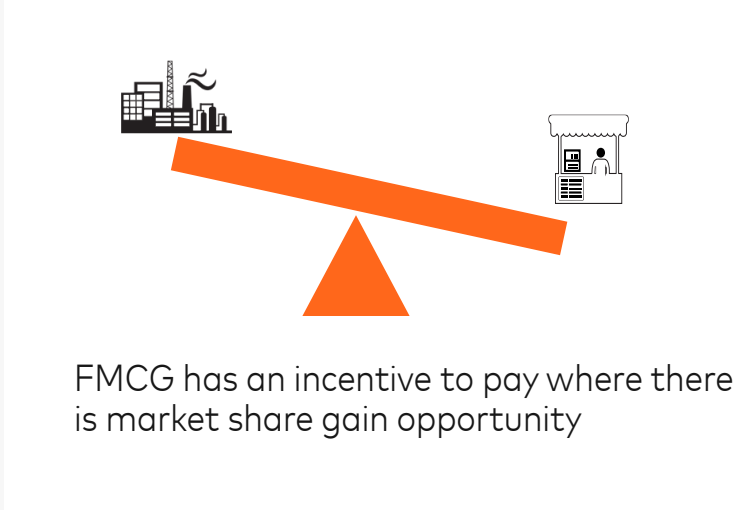 FMCG has an incentive to pay where there
is market share gain opportunity